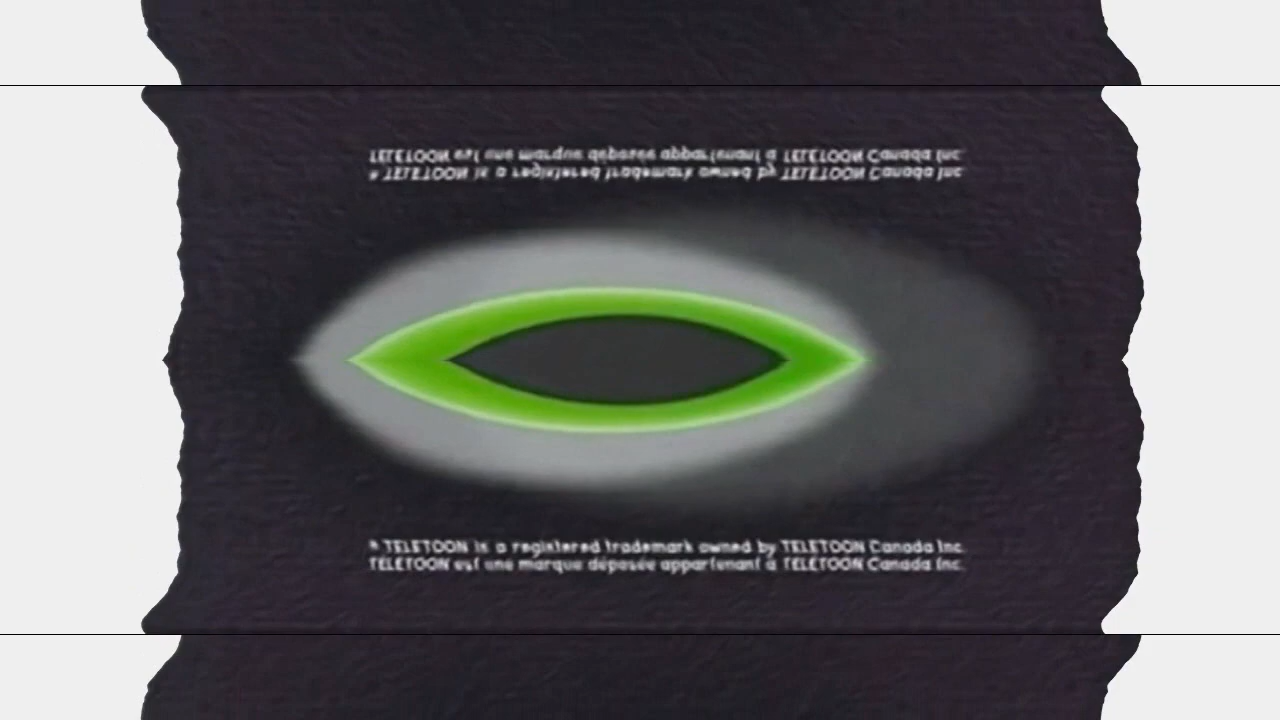 TELETOON est une marque déposée appartenant à TELETOON Canada Inc.
® TELETOON is a registered trademark owned by TELETOON Canada Inc.
® TELETOON is a registered trademark owned by TELETOON Canada Inc.
TELETOON est une marque déposée appartenant à TELETOON Canada Inc.